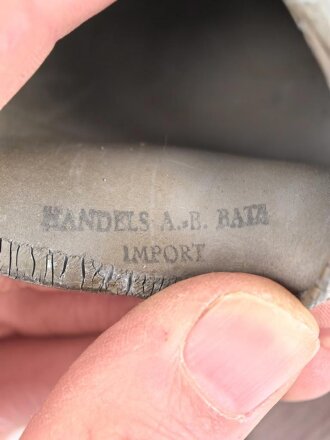 HANDELS A.-B. BATA
IMPORT